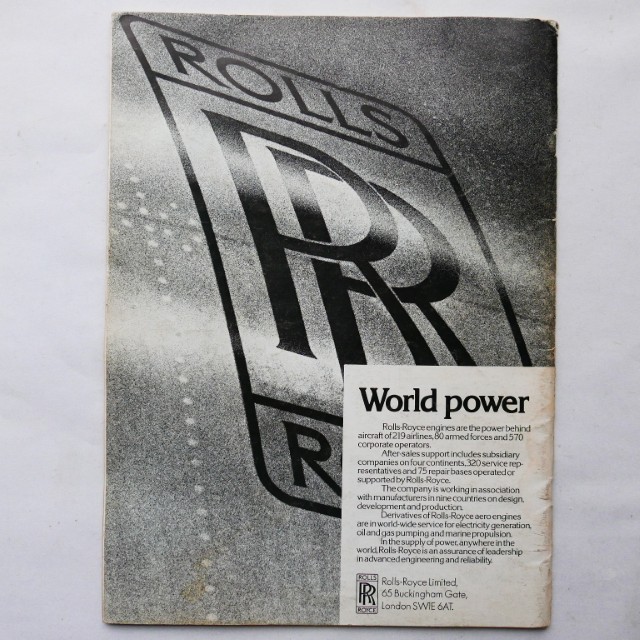 ROLLS
RR
R
World power
Rolls-Royce engines are the power behind
aircraft of 219 airlines, 80 armed forces and 570
corporate operators.
After-sales support includes subsidiary
companies on four continents, 320 service rep-
resentatives and 75 repair bases operated or
supported by Rolls-Royce.
The company is working in association
with manufacturers in nine countries on design,
development and production.
Derivatives of Rolls-Royce aero engines
are in world-wide service for electricity generation,
oil and gas pumping and marine propulsion.
In the supply of power, anywhere in the
world, Rolls-Royce is an assurance of leadership
in advanced engineering and reliability.
ROLLS
RR
ROYCE
Rolls-Royce Limited,
65 Buckingham Gate,
London SW1E 6AT.